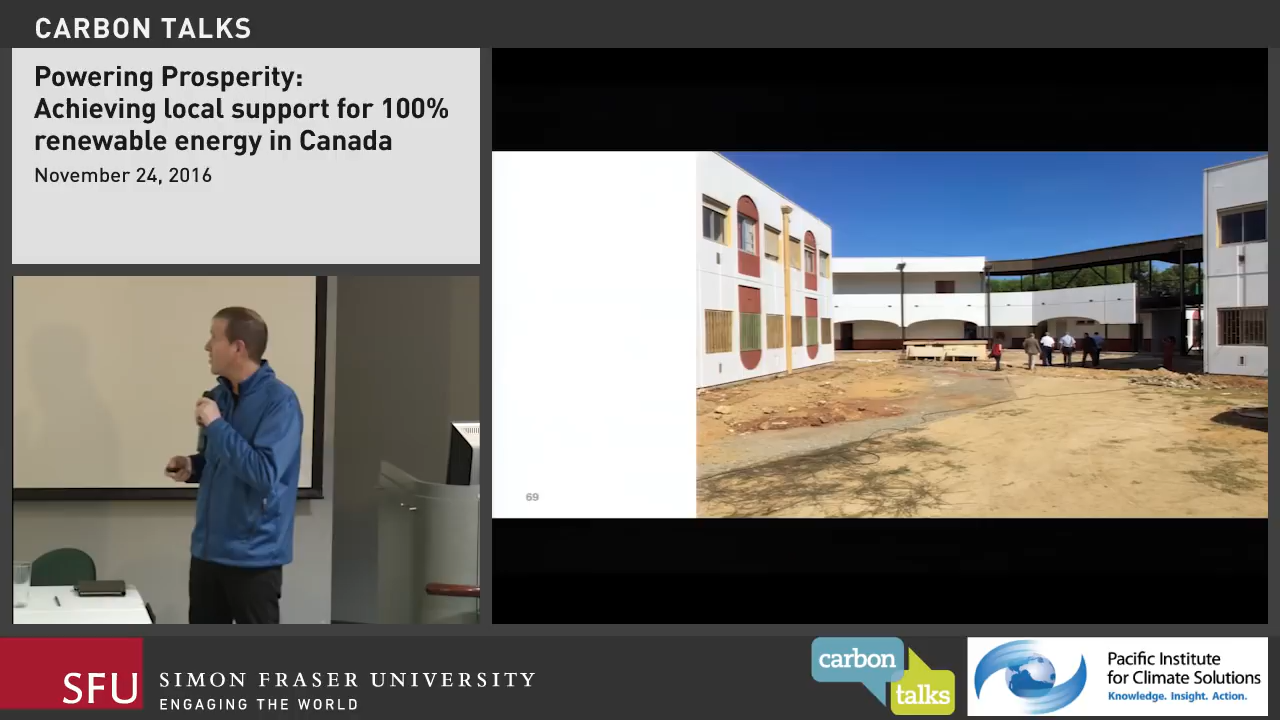 CARBON TALKS
Powering Prosperity:
Achieving local support for 100%
renewable energy in Canada
November 24, 2016
69
SFU
SIMON FRASER UNIVERSITY
ENGAGING THE WORLD
carbon
talks
Pacific Institute
for Climate Solutions
Knowledge. Insight. Action.